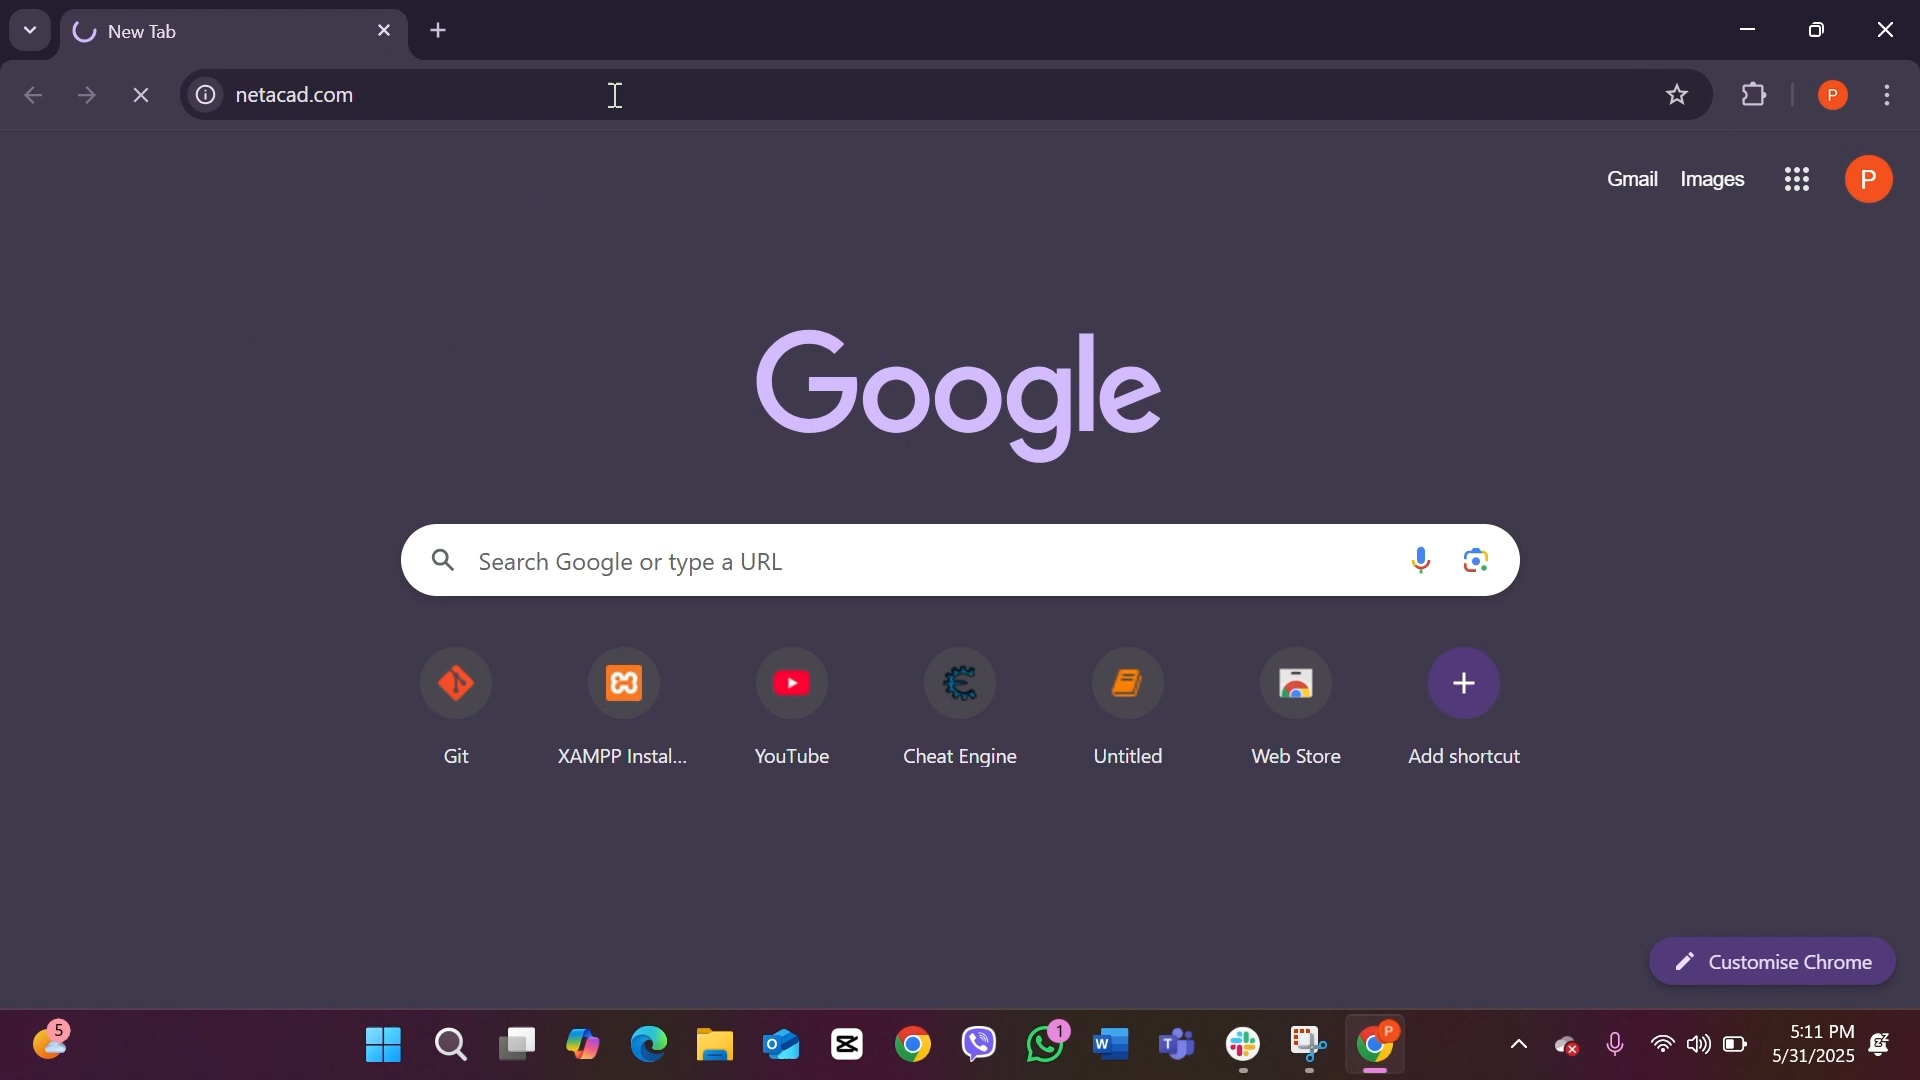 New Tab
netacad.com
Gmail Images
P
P
Google
Search Google or type a URL
Git XAMPP Instal... YouTube Cheat Engine Untitled Web Store Add shortcut
Customise Chrome
5
1
P
5:11 PM
5/31/2025